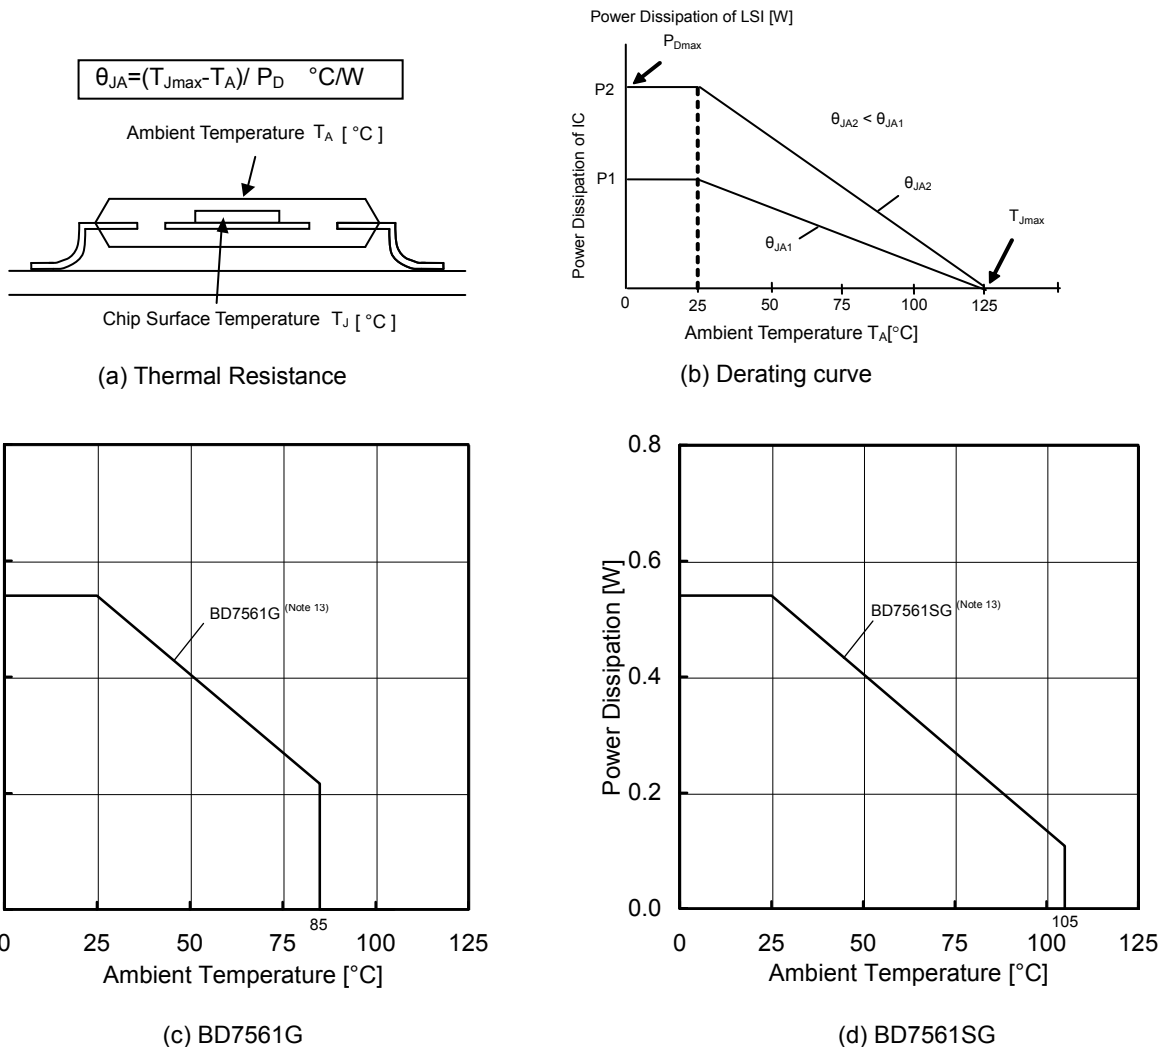 θJA=(TJmax-TA)/ PD °C/W
Ambient Temperature TA [ °C ]
Chip Surface Temperature TJ [ °C ]
(a) Thermal Resistance
Power Dissipation of LSI [W]
PDmax
P2
P1
Power Dissipation of IC
θJA2 < θJA1
θJA2
θJA1
TJmax
0 25 50 75 100 125
Ambient Temperature TA[°C]
(b) Derating curve
BD7561G (Note 13)
85
0 25 50 75 100 125
Ambient Temperature [°C]
(c) BD7561G
0.8
0.6
0.4
0.2
0.0
Power Dissipation [W]
BD7561SG (Note 13)
105
0 25 50 75 100 125
Ambient Temperature [°C]
(d) BD7561SG